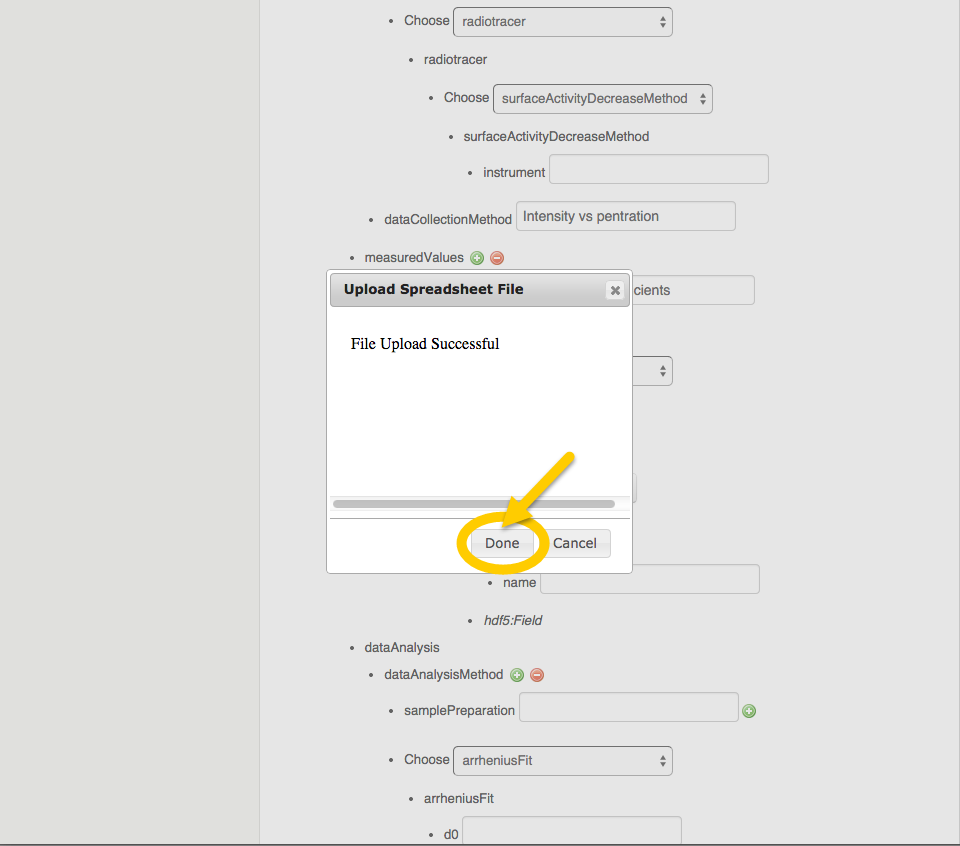 Choose radiotracer
radiotracer
Choose surfaceActivityDecreaseMethod
surfaceActivityDecreaseMethod
instrument
dataCollectionMethod Intensity vs pentration
measuredValues
Upload Spreadsheet File
cients
File Upload Successful
Done Cancel
name
hdf5:Field
dataAnalysis
dataAnalysisMethod
samplePreparation
Choose arrheniusFit
arrheniusFit
d0